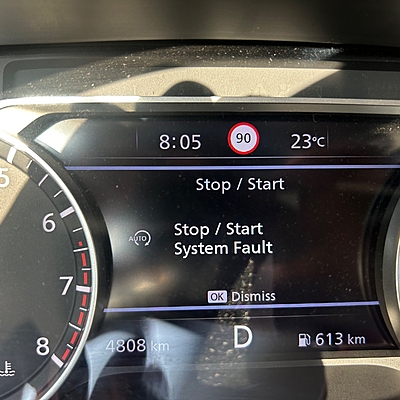 8:05 90 23°C
Stop / Start
5
6
7
8
AUTO
Stop / Start
System Fault
OK Dismiss
4808 km D 613 km